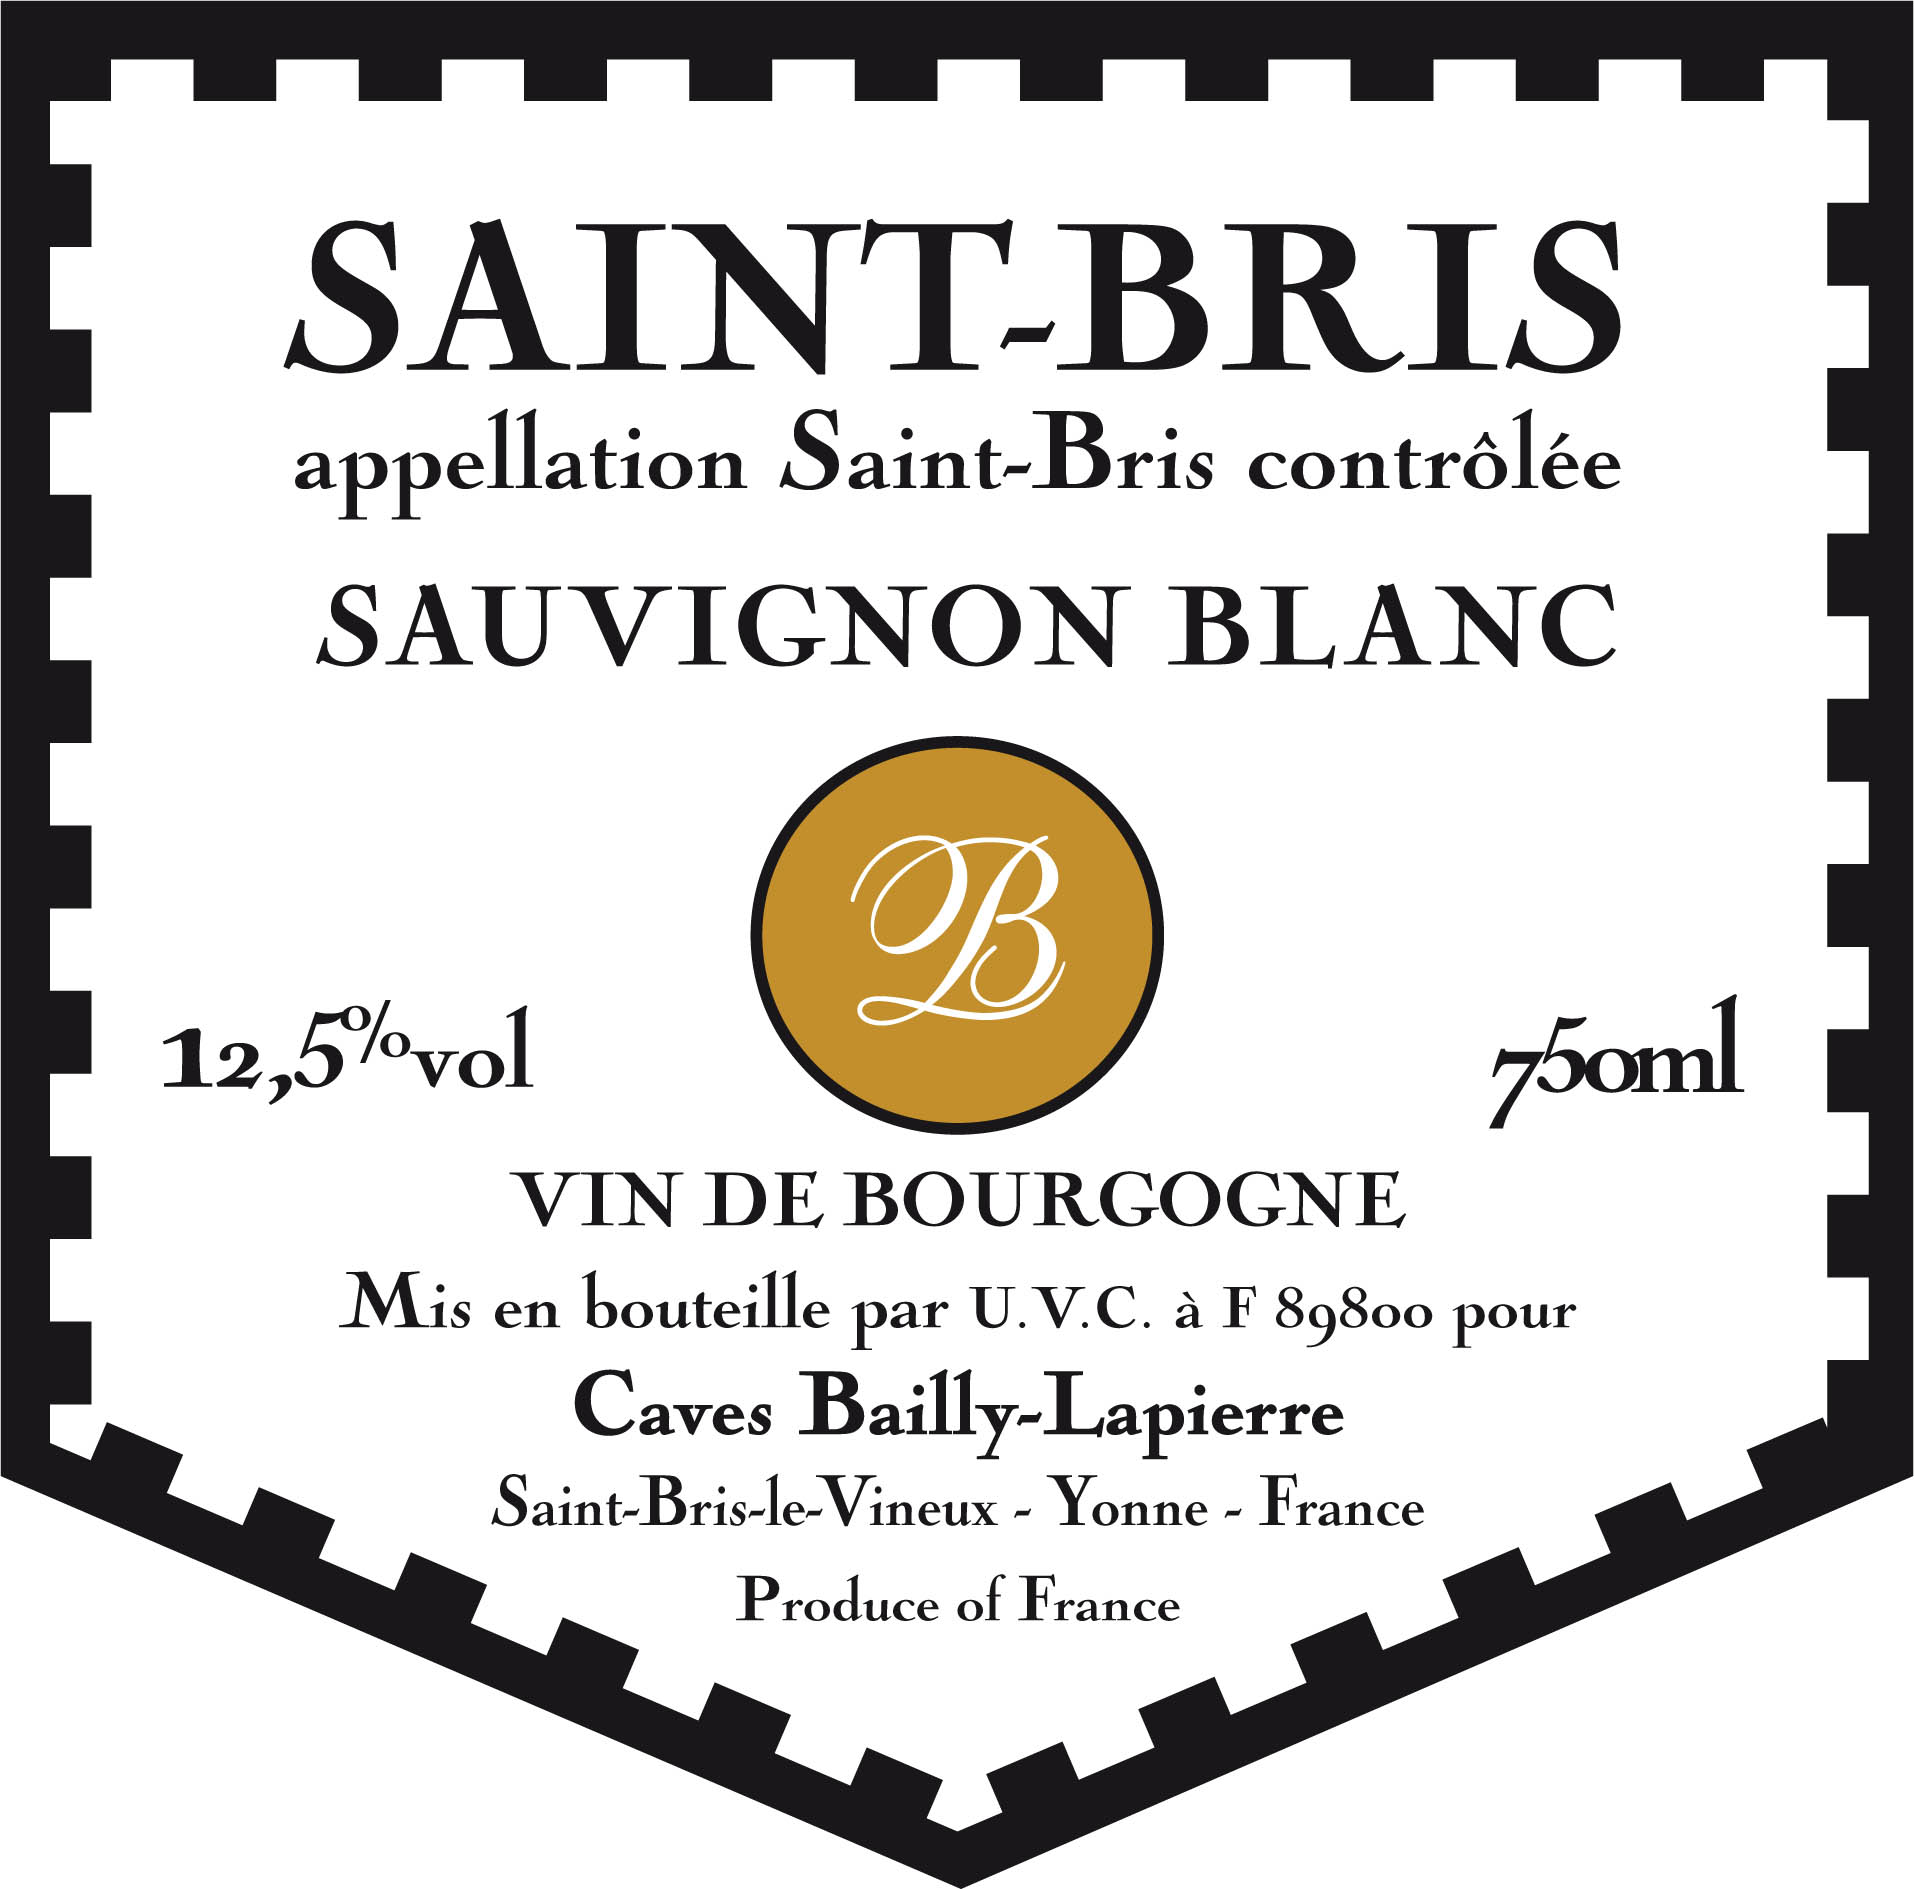 SAINT-BRIS
appellation Saint-Bris contrôlée
SAUVIGNON BLANC
B
12,5%vol
750ml
VIN DE BOURGOGNE
Mis en bouteille par U.V.C. à F 89800 pour
Caves Bailly-Lapierre
Saint-Bris-le-Vineux - Yonne - France
Produce of France